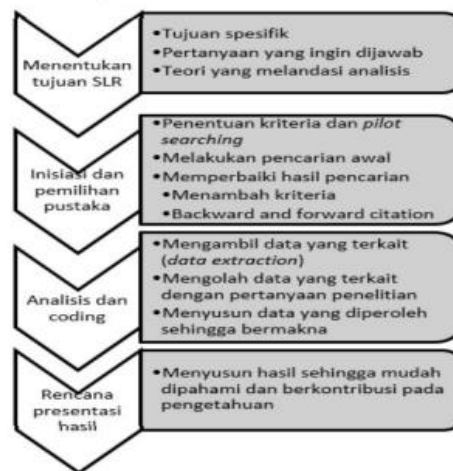 Menentukan
tujuan SLR
•Tujuan spesifik
•Pertanyaan yang ingin dijawab
•Teori yang melandasi analisis
Inisiasi dan
pemilihan
pustaka
•Penentuan kriteria dan pilot
searching
•Melakukan pencarian awal
•Memperbaiki hasil pencarian
•Menambah kriteria
•Backward and forward citation
Analisis dan
coding
•Mengambil data yang terkait
(data extraction)
•Mengolah data yang terkait
dengan pertanyaan penelitian
•Menyusun data yang diperoleh
sehingga bermakna
Rencana
presentasi
hasil
•Menyusun hasil sehingga mudah
dipahami dan berkontribusi pada
pengetahuan